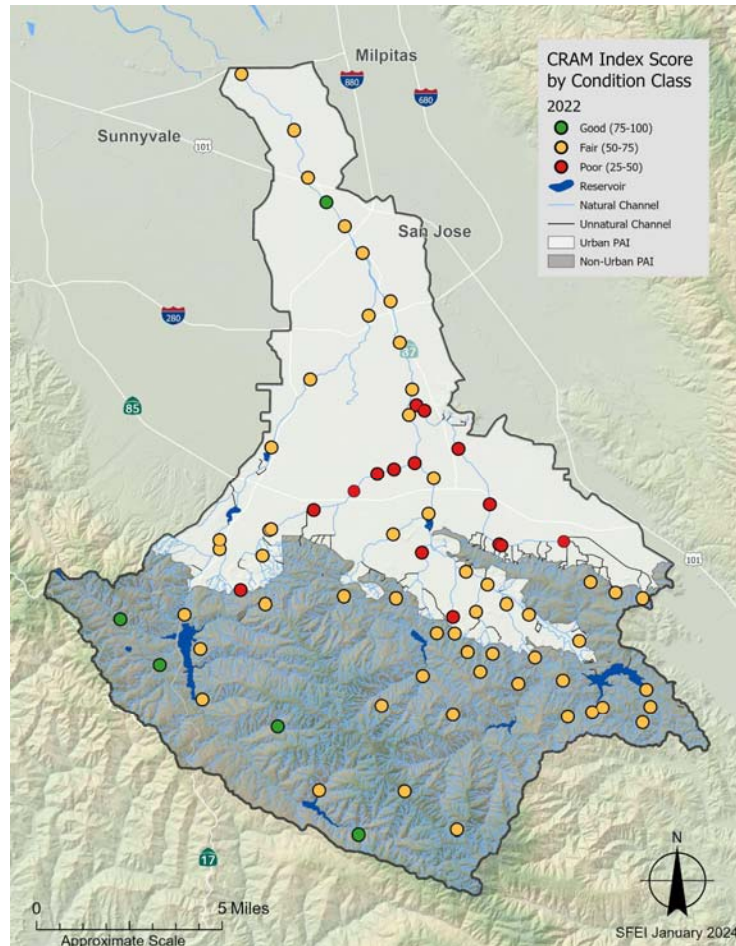 Milpitas
880
680
Sunnyvale
101
San Jose
280
87
85
101
17
CRAM Index Score
by Condition Class
2022
Good (75-100)
Fair (50-75)
Poor (25-50)
Reservoir
Natural Channel
Unnatural Channel
Urban PAI
Non-Urban PAI
N
0 5 Miles
Approximate Scale
SFEI January 2024